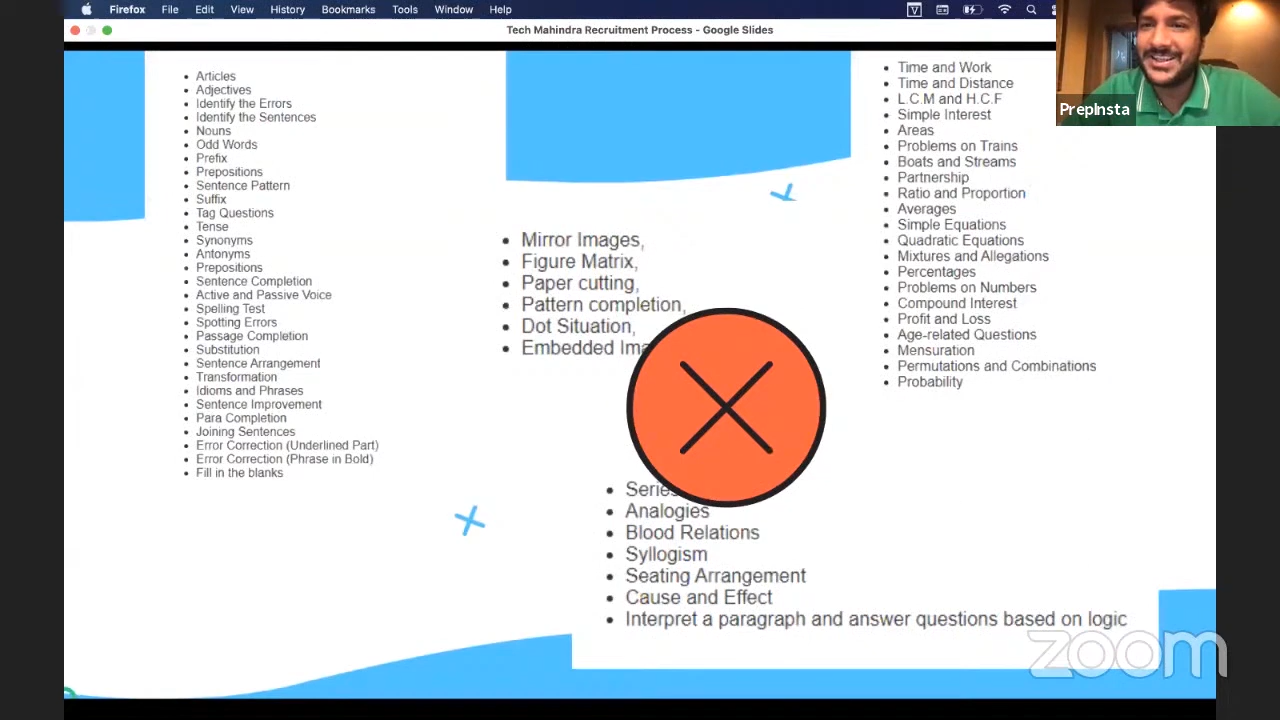 Firefox File Edit View History Bookmarks Tools Window Help
Tech Mahindra Recruitment Process - Google Slides
PrepInsta
• Articles
• Adjectives
• Identify the Errors
• Identify the Sentences
• Nouns
• Odd Words
• Prefix
• Prepositions
• Sentence Pattern
• Suffix
• Tag Questions
• Tense
• Synonyms
• Antonyms
• Prepositions
• Sentence Completion
• Active and Passive Voice
• Spelling Test
• Spotting Errors
• Passage Completion
• Substitution
• Sentence Arrangement
• Transformation
• Idioms and Phrases
• Sentence Improvement
• Para Completion
• Joining Sentences
• Error Correction (Underlined Part)
• Error Correction (Phrase in Bold)
• Fill in the blanks
• Mirror Images,
• Figure Matrix,
• Paper cutting,
• Pattern completion,
• Dot Situation,
• Embedded Ima
• Time and Work
• Time and Distance
• L.C.M and H.C.F
• Simple Interest
• Areas
• Problems on Trains
• Boats and Streams
• Partnership
• Ratio and Proportion
• Averages
• Simple Equations
• Quadratic Equations
• Mixtures and Allegations
• Percentages
• Problems on Numbers
• Compound Interest
• Profit and Loss
• Age-related Questions
• Mensuration
• Permutations and Combinations
• Probability
• Series
• Analogies
• Blood Relations
• Syllogism
• Seating Arrangement
• Cause and Effect
• Interpret a paragraph and answer questions based on logic
zoom